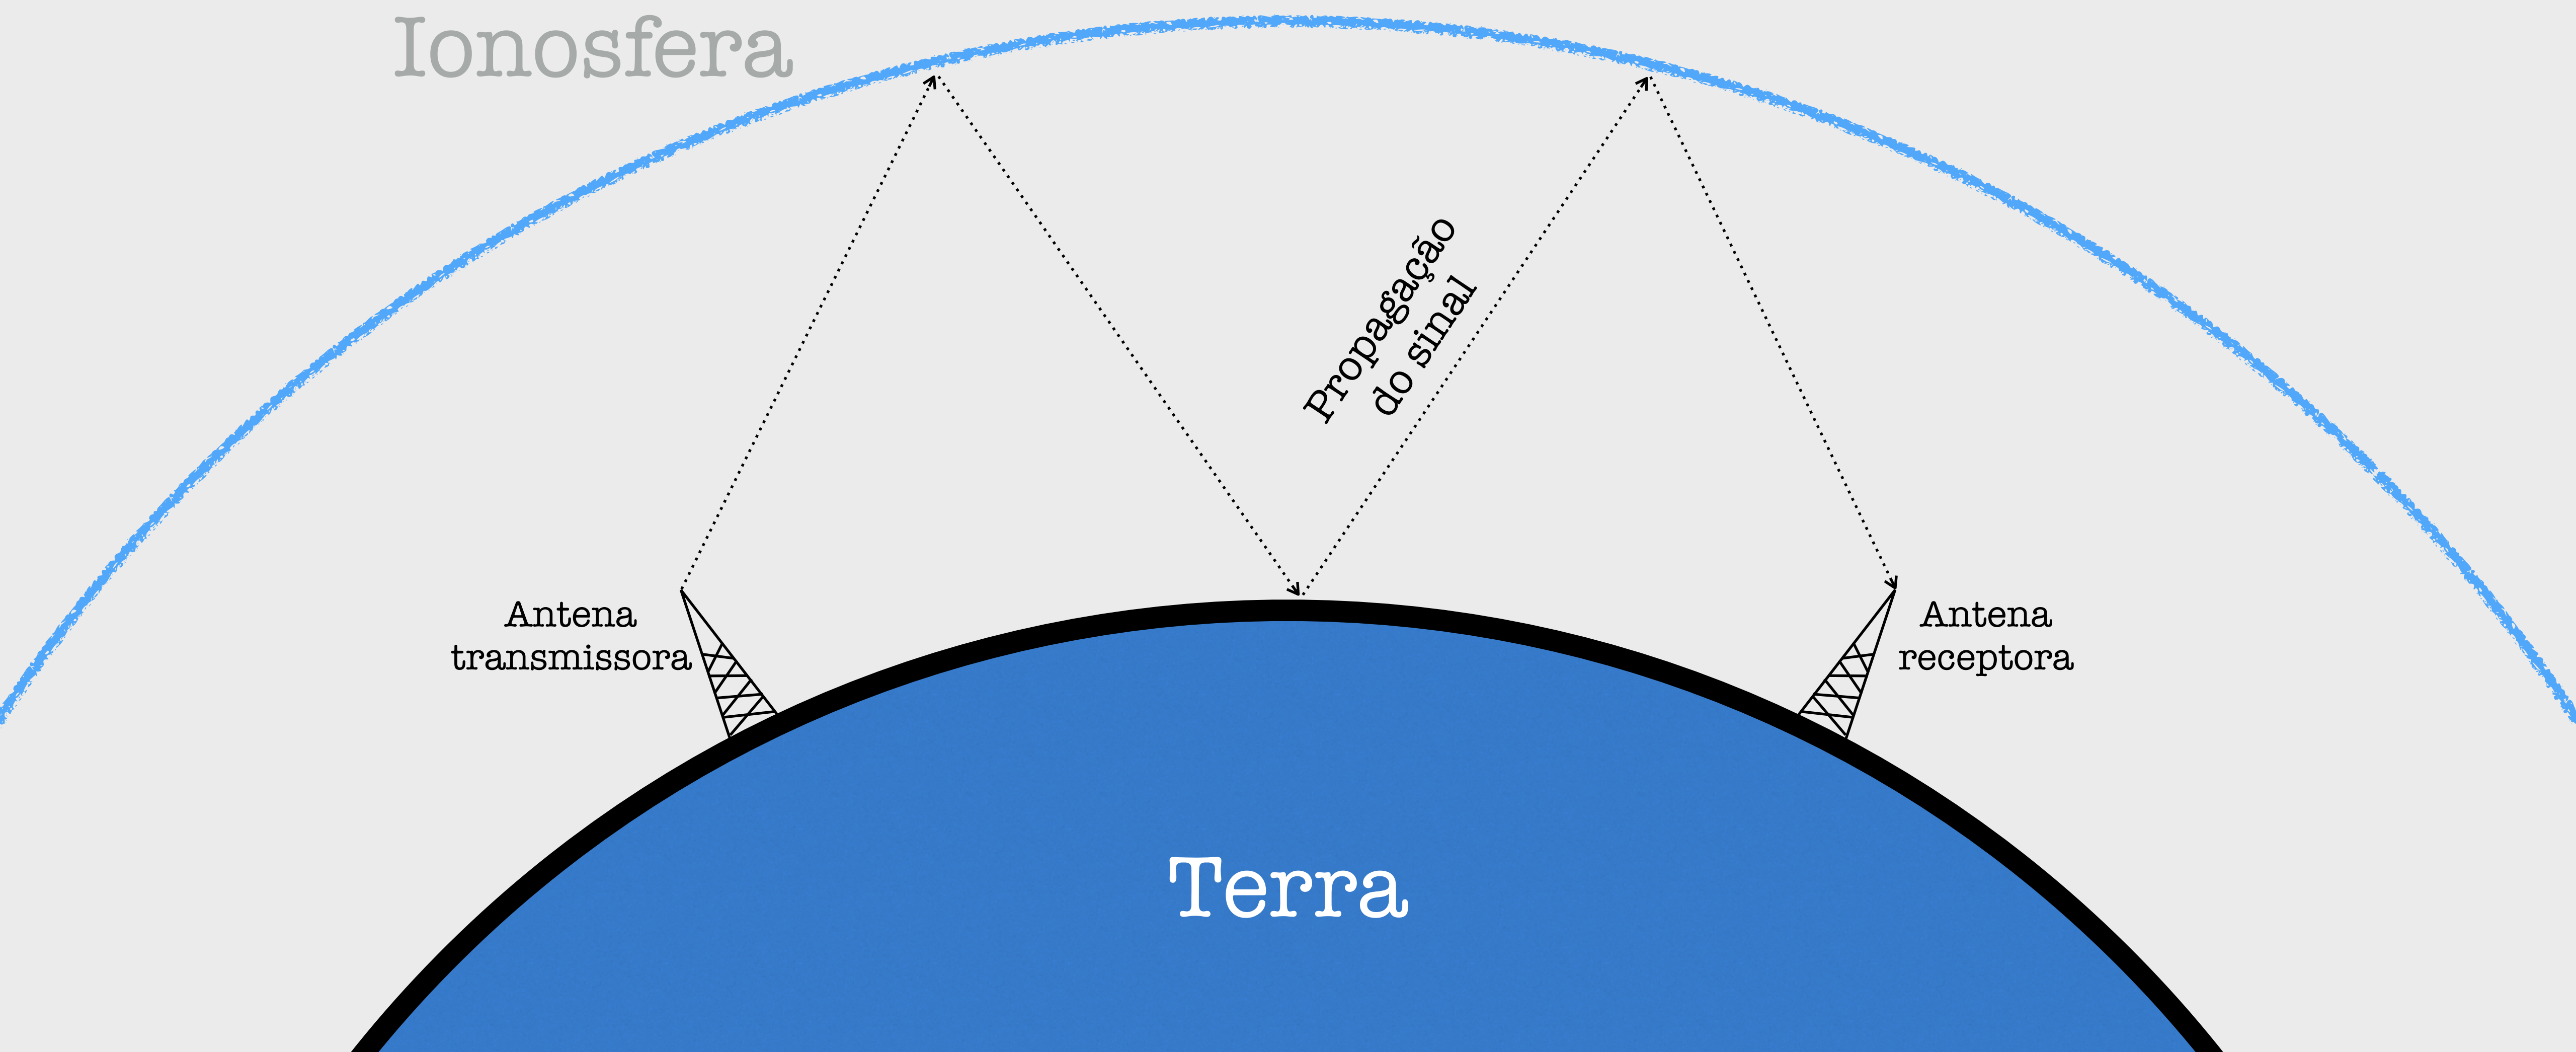 Ionosfera
Propagação
do sinal
Antena
transmissora
Antena
receptora
Terra